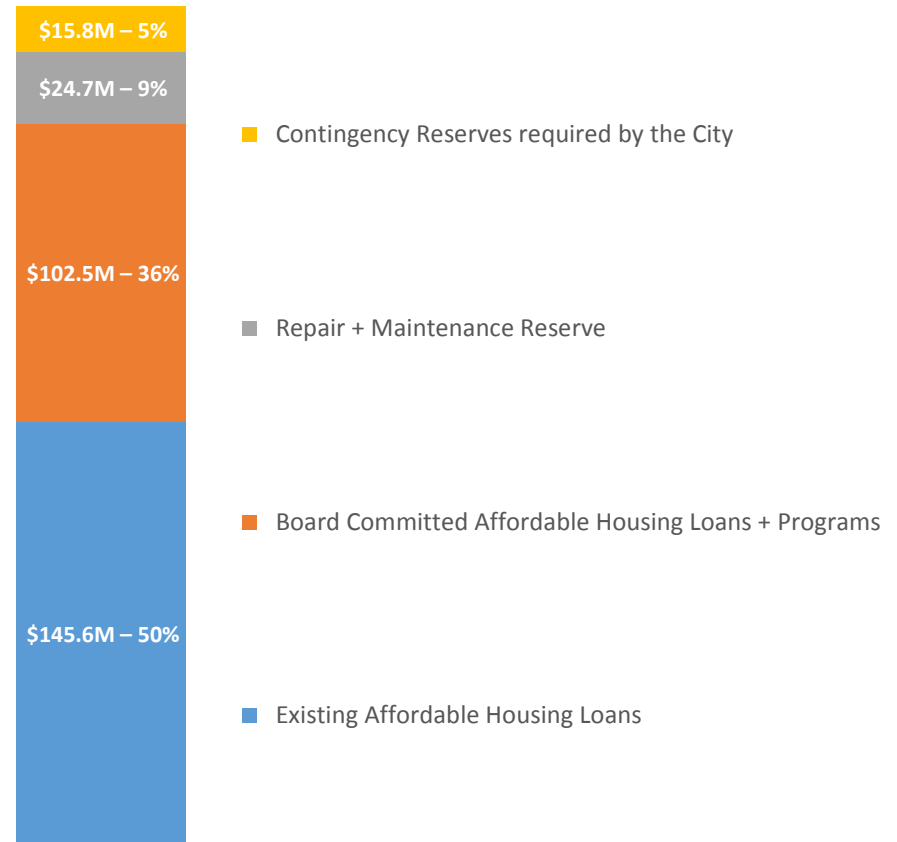 $15.8M – 5%
$24.7M – 9%
$102.5M – 36%
$145.6M – 50%
Contingency Reserves required by the City
Repair + Maintenance Reserve
Board Committed Affordable Housing Loans + Programs
Existing Affordable Housing Loans